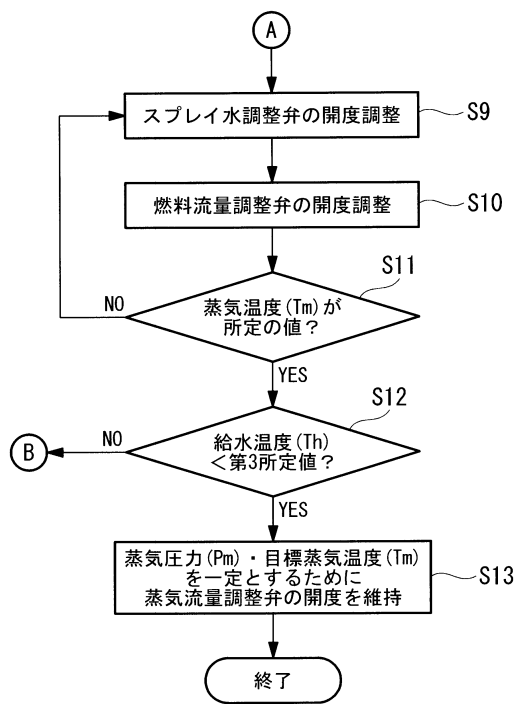 A
スプレイ水調整弁の開度調整
S9
燃料流量調整弁の開度調整
S10
S11
蒸気温度(Tm)が
所定の値？
NO
YES
S12
給水温度(Th)
＜第3所定値？
NO
B
YES
蒸気圧力(Pm)・目標蒸気温度(Tm)
を一定とするために
蒸気流量調整弁の開度を維持
S13
終了